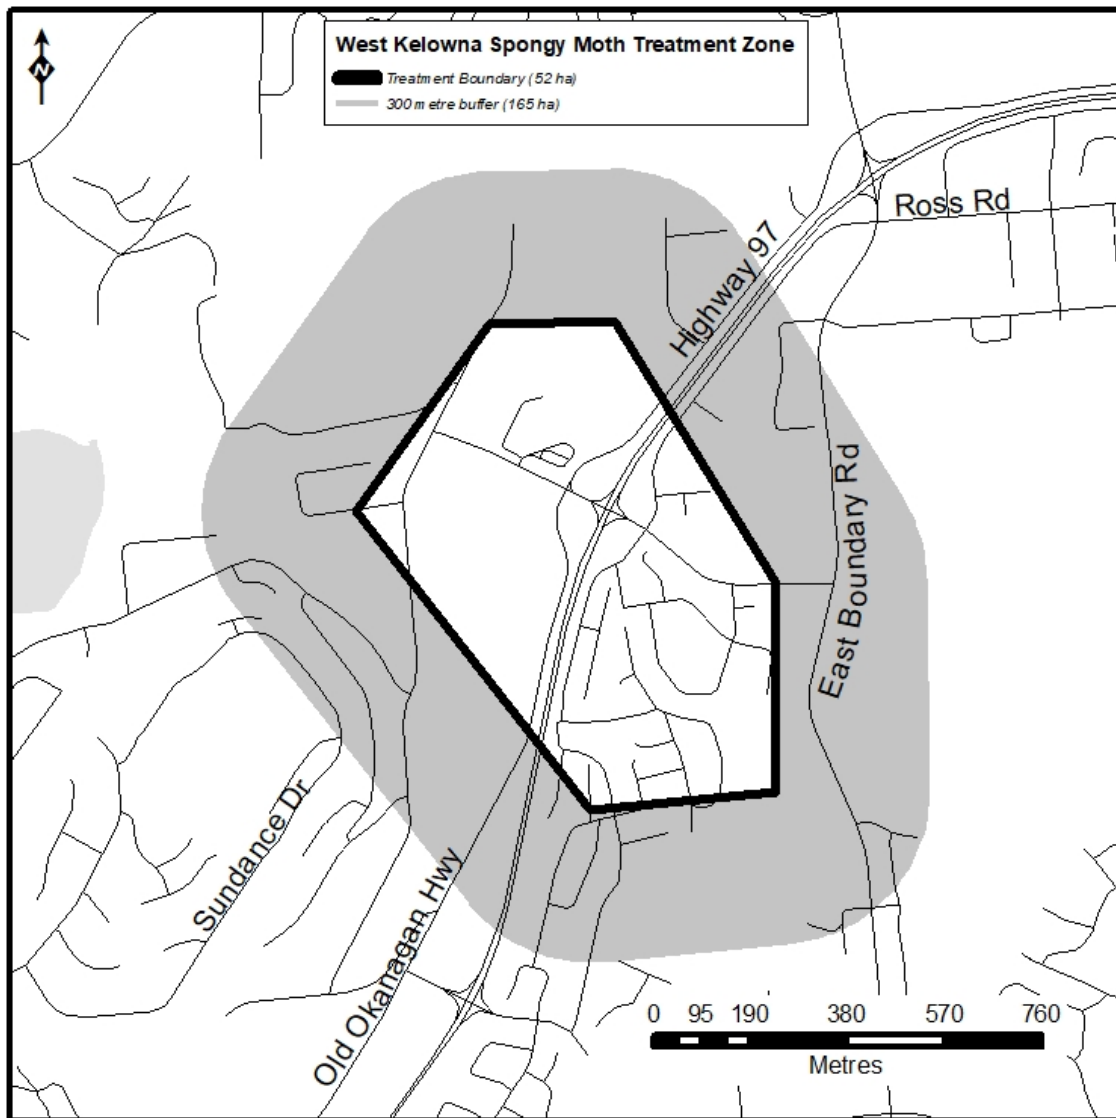 West Kelowna Spongy Moth Treatment Zone
Treatment Boundary (52 ha)
300 metre buffer (165 ha)
N
Ross Rd
Highway 97
East Boundary Rd
Sundance Dr
Old Okanagan Hwy
0 95 190 380 570 760
Metres